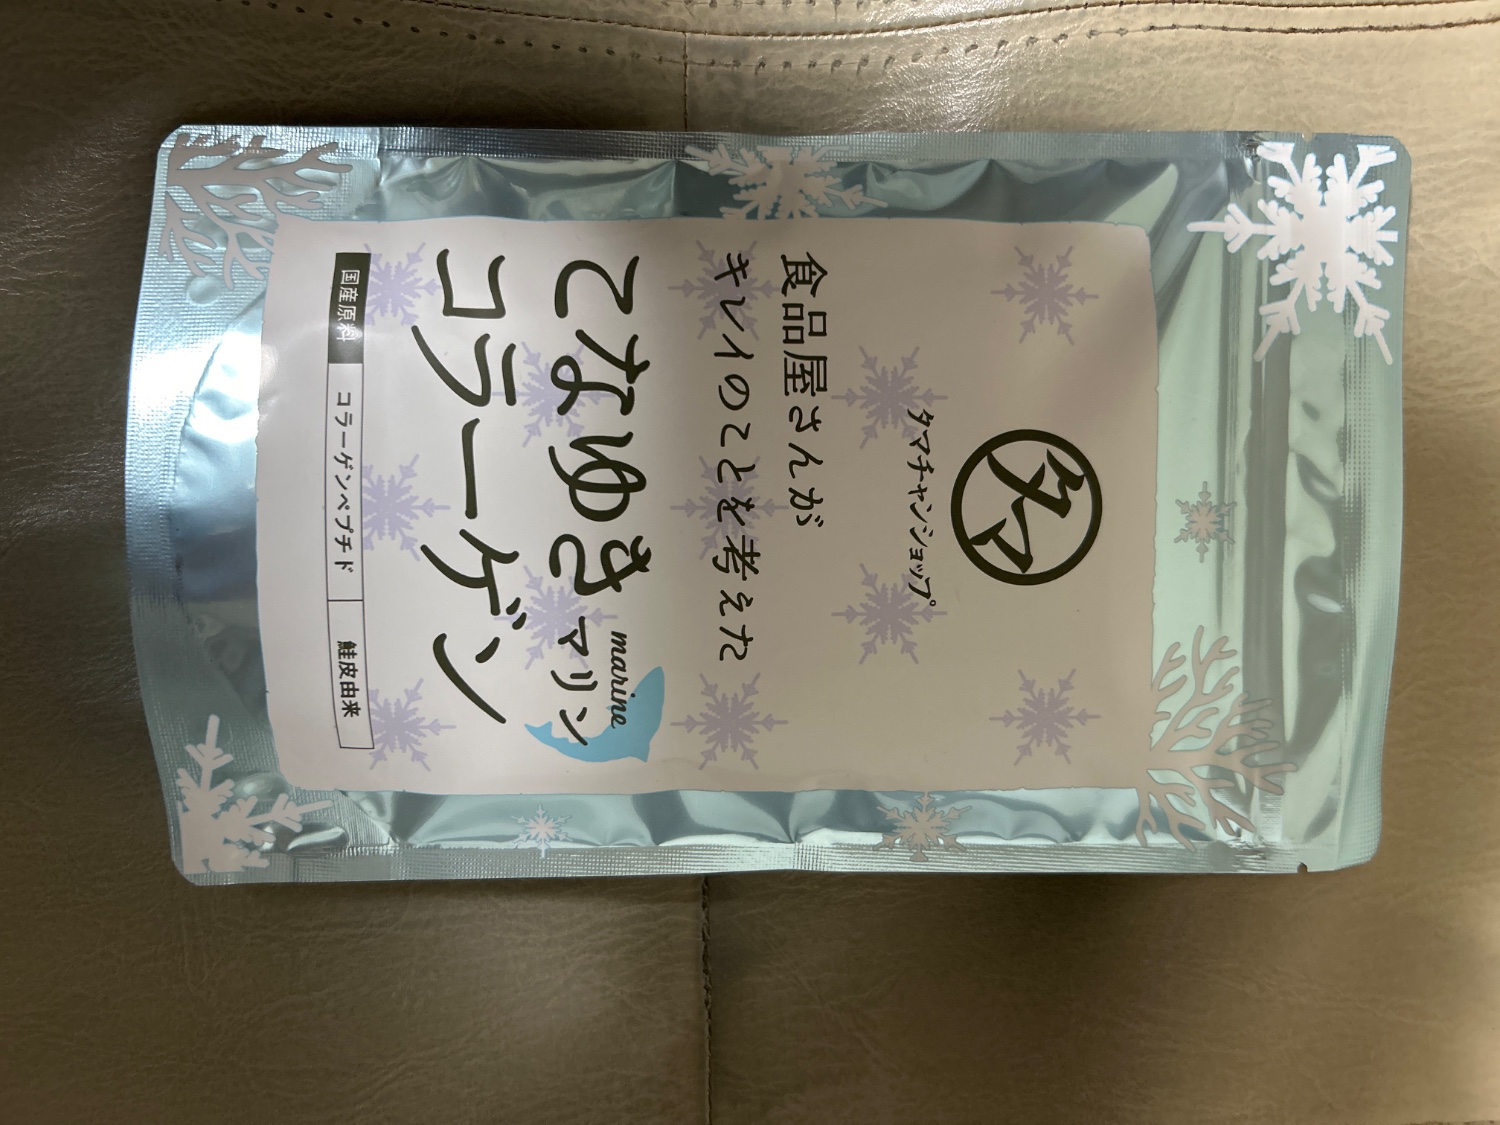 タマ
タマチャンショップ
食品屋さんが
キレイのことを考えた
こなゆきマリン
marine
コラーゲン
国産原料 コラーゲンペプチド 鮭皮由来